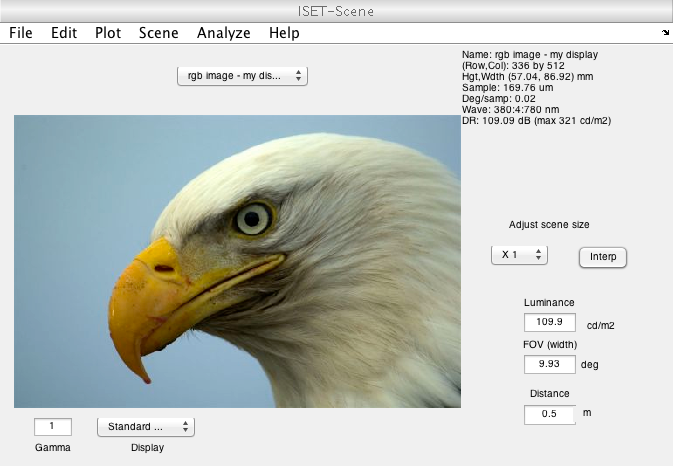 ISET-Scene
File Edit Plot Scene Analyze Help
Name: rgb image - my display
(Row,Col): 336 by 512
Hgt,Wdth (57.04, 86.92) mm
Sample: 169.76 um
Deg/samp: 0.02
Wave: 380:4:780 nm
DR: 109.09 dB (max 321 cd/m2)
rgb image - my dis...
Adjust scene size
X 1 Interp
Luminance
109.9 cd/m2
FOV (width)
9.93 deg
Distance
0.5 m
1 Standard ...
Gamma Display